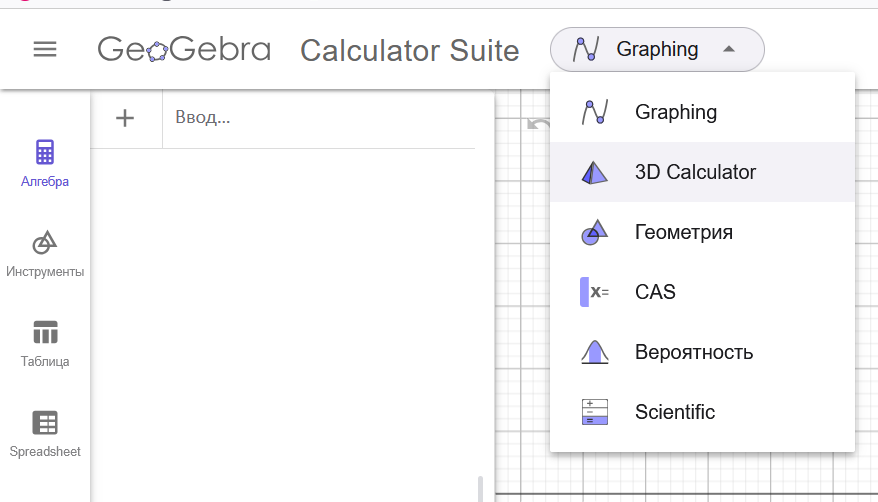 GeoGebra Calculator Suite Graphing
Ввод...
Алгебра
Инструменты
Таблица
Spreadsheet
Graphing
3D Calculator
Геометрия
CAS
Вероятность
Scientific